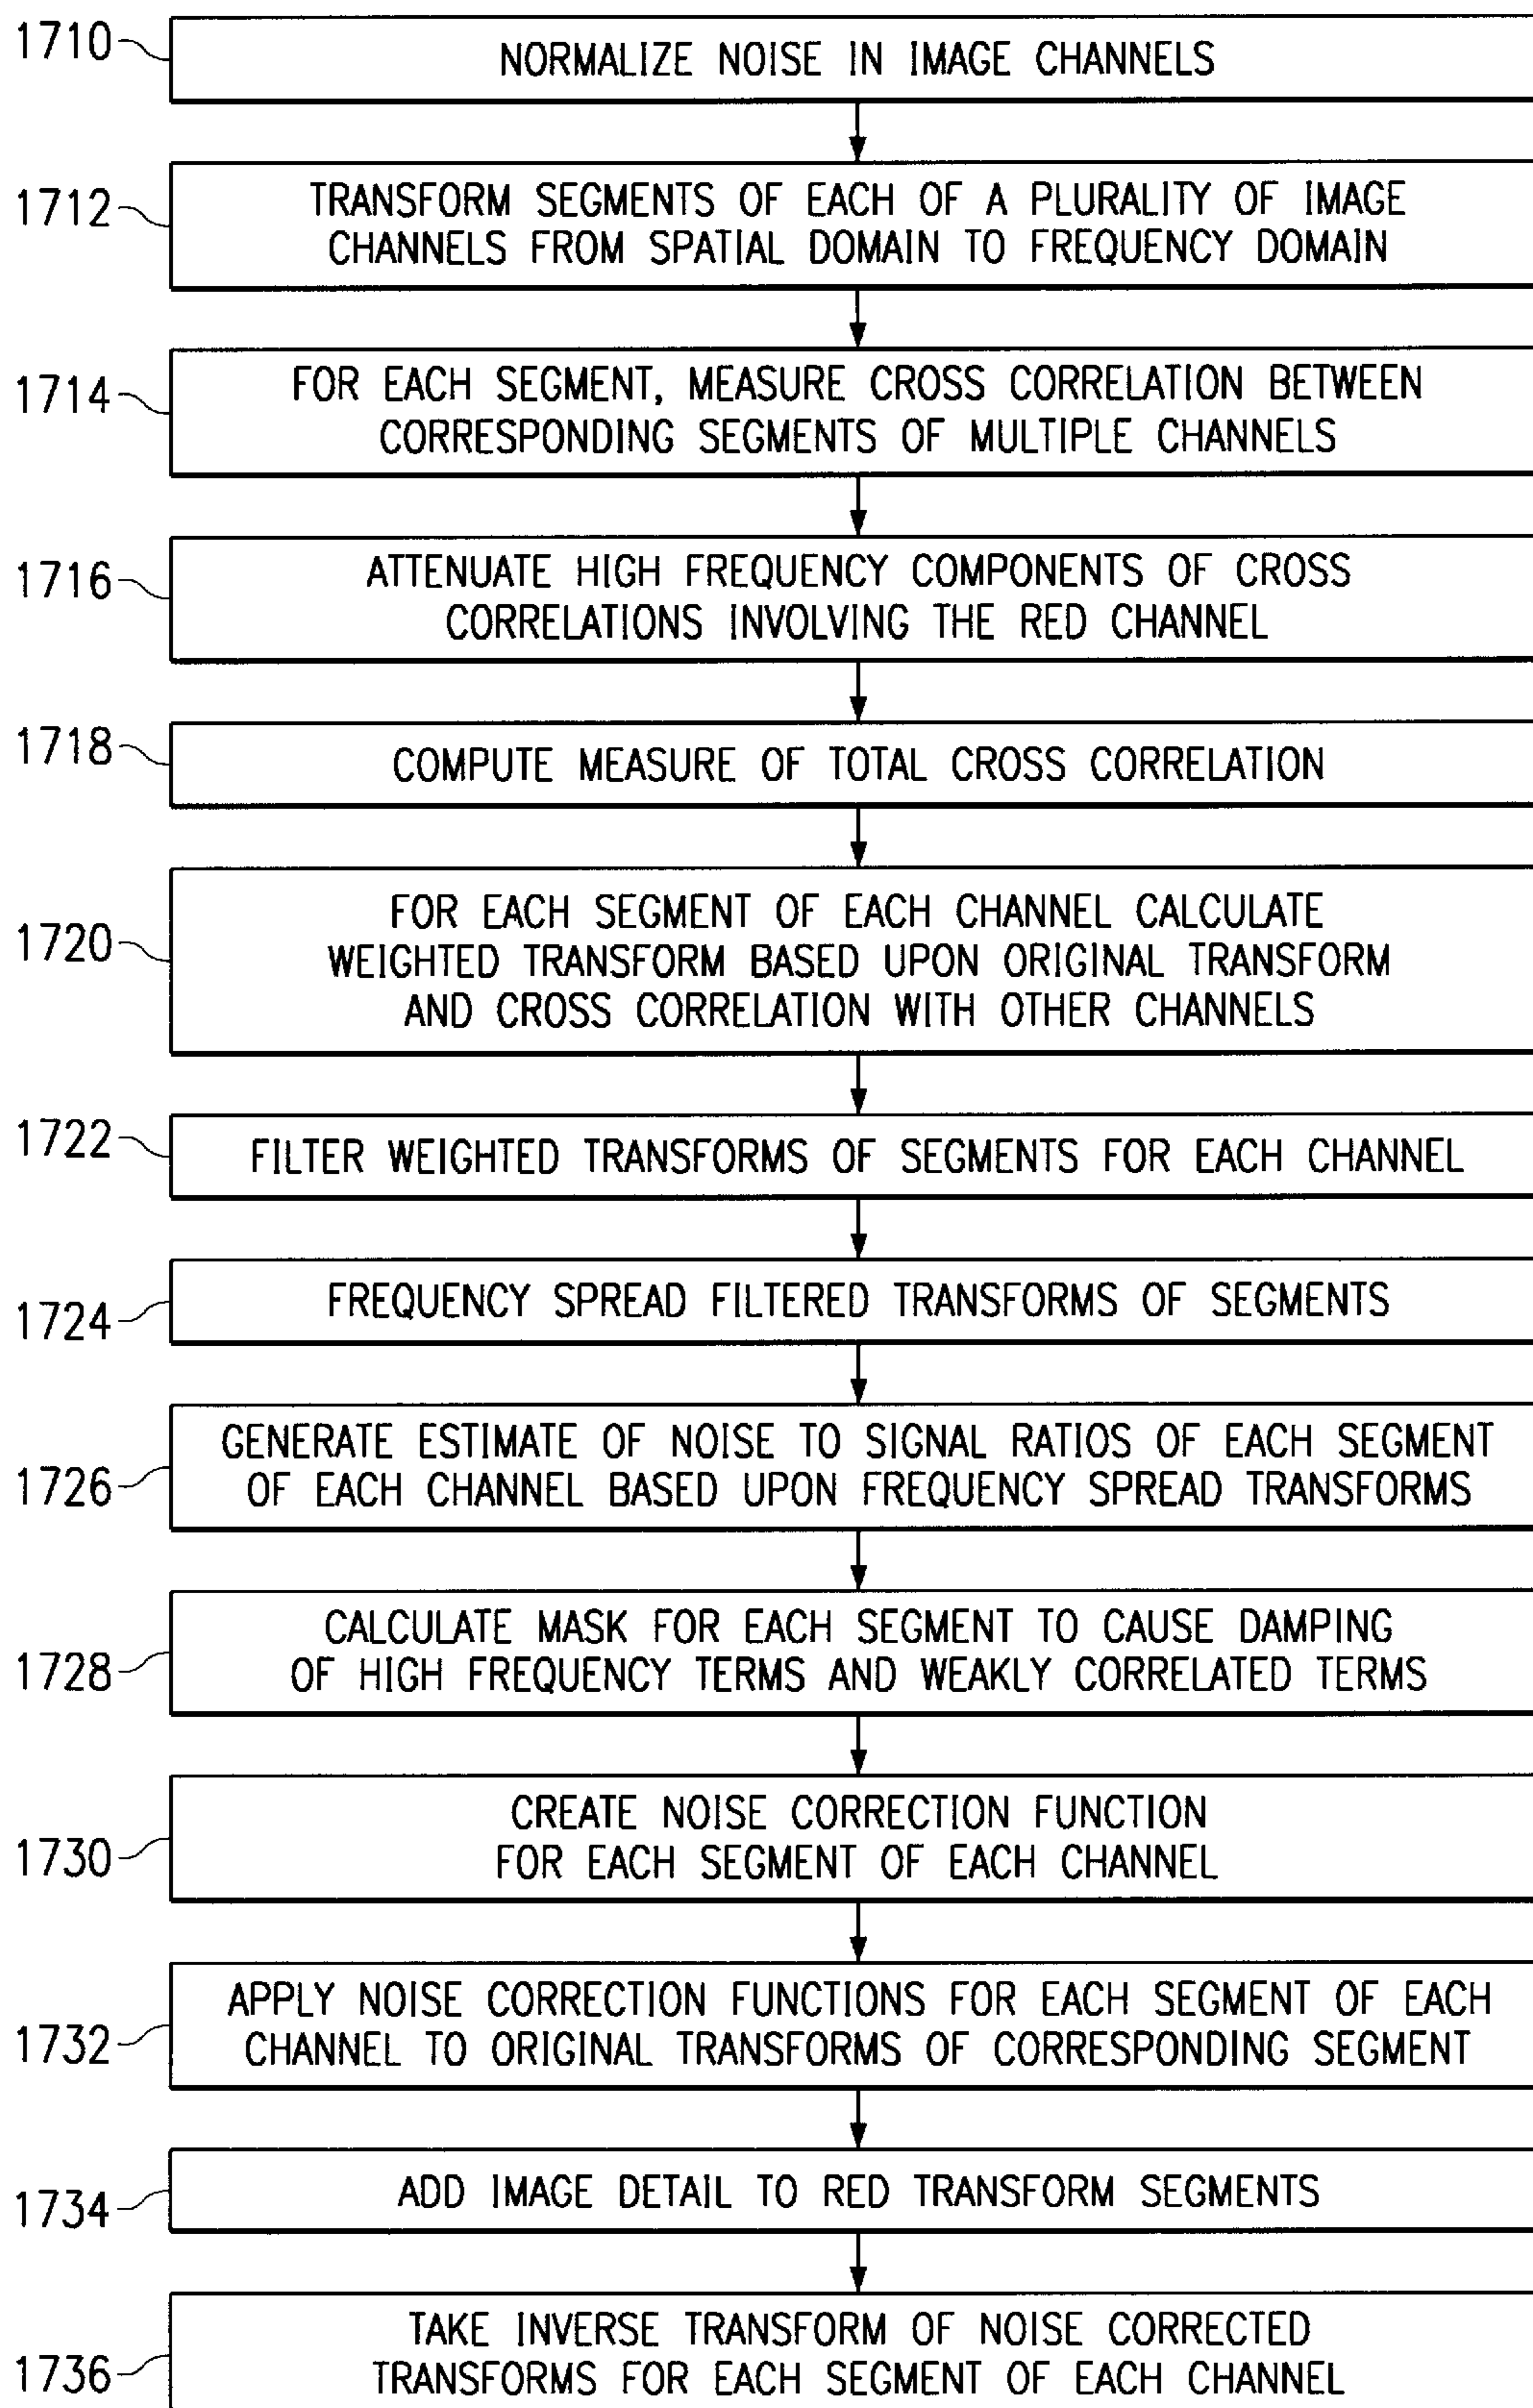 1710
NORMALIZE NOISE IN IMAGE CHANNELS
1712
TRANSFORM SEGMENTS OF EACH OF A PLURALITY OF IMAGE
CHANNELS FROM SPATIAL DOMAIN TO FREQUENCY DOMAIN
1714
FOR EACH SEGMENT, MEASURE CROSS CORRELATION BETWEEN
CORRESPONDING SEGMENTS OF MULTIPLE CHANNELS
1716
ATTENUATE HIGH FREQUENCY COMPONENTS OF CROSS
CORRELATIONS INVOLVING THE RED CHANNEL
1718
COMPUTE MEASURE OF TOTAL CROSS CORRELATION
1720
FOR EACH SEGMENT OF EACH CHANNEL CALCULATE
WEIGHTED TRANSFORM BASED UPON ORIGINAL TRANSFORM
AND CROSS CORRELATION WITH OTHER CHANNELS
1722
FILTER WEIGHTED TRANSFORMS OF SEGMENTS FOR EACH CHANNEL
1724
FREQUENCY SPREAD FILTERED TRANSFORMS OF SEGMENTS
1726
GENERATE ESTIMATE OF NOISE TO SIGNAL RATIOS OF EACH SEGMENT
OF EACH CHANNEL BASED UPON FREQUENCY SPREAD TRANSFORMS
1728
CALCULATE MASK FOR EACH SEGMENT TO CAUSE DAMPING
OF HIGH FREQUENCY TERMS AND WEAKLY CORRELATED TERMS
1730
CREATE NOISE CORRECTION FUNCTION
FOR EACH SEGMENT OF EACH CHANNEL
1732
APPLY NOISE CORRECTION FUNCTIONS FOR EACH SEGMENT OF EACH
CHANNEL TO ORIGINAL TRANSFORMS OF CORRESPONDING SEGMENT
1734
ADD IMAGE DETAIL TO RED TRANSFORM SEGMENTS
1736
TAKE INVERSE TRANSFORM OF NOISE CORRECTED
TRANSFORMS FOR EACH SEGMENT OF EACH CHANNEL